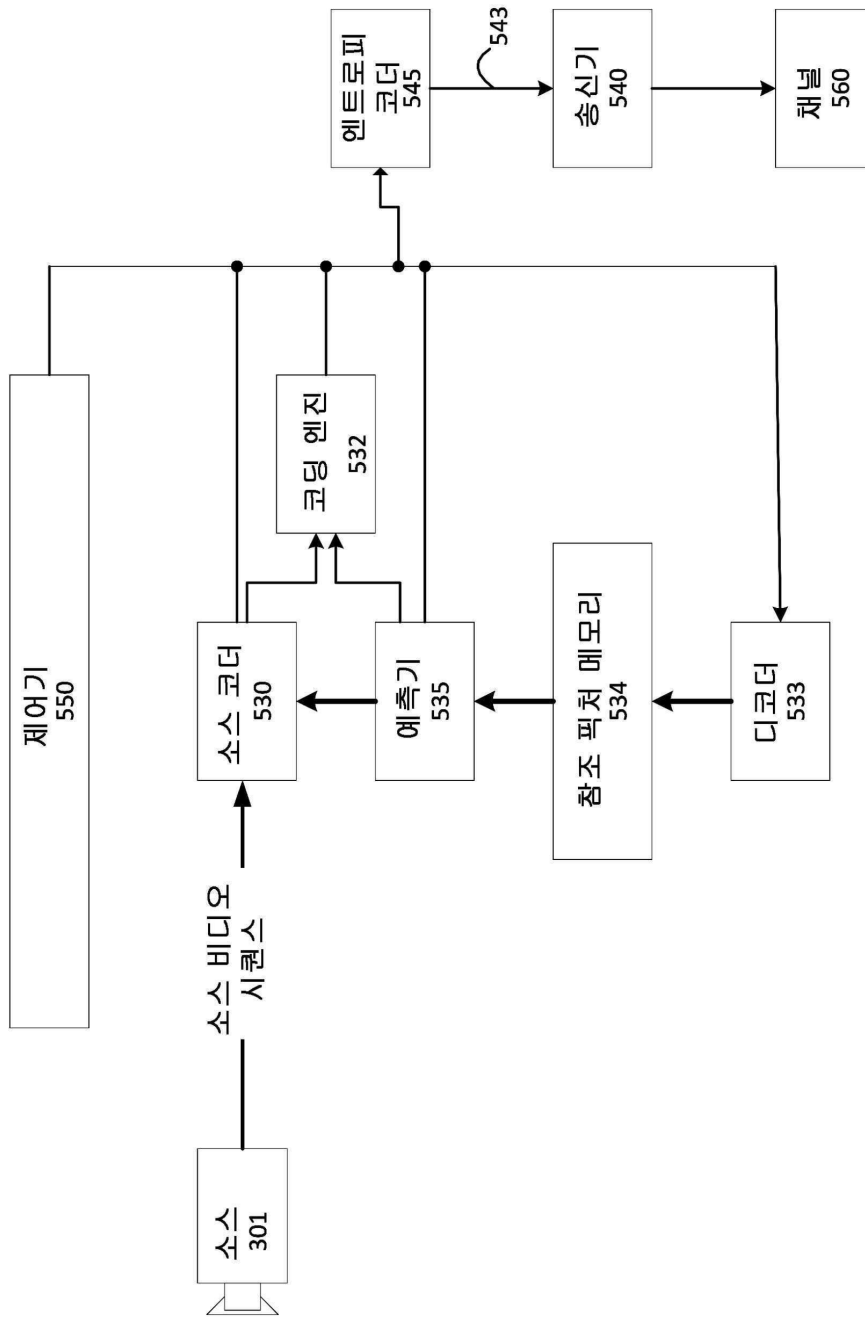 제어기
550
소스
301
소스 비디오
시퀀스
소스 코더
530
코딩 엔진
532
예측기
535
참조 픽처 메모리
534
디코더
533
엔트로피
코더
545
543
송신기
540
채널
560